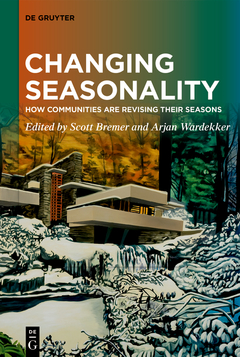 DE GRUYTER
CHANGING
SEASONALITY
HOW COMMUNITIES ARE REVISING THEIR SEASONS
Edited by Scott Bremer and Arjan Wardekker
DE
G